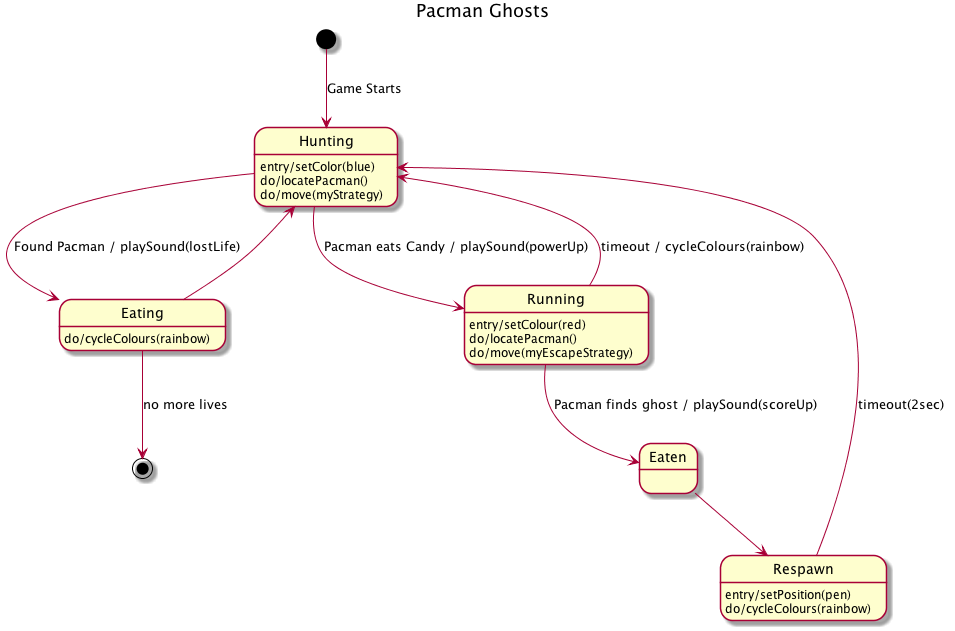 Pacman Ghosts
Game Starts
Hunting
entry/setColor(blue)
do/locatePacman()
do/move(myStrategy)
Found Pacman / playSound(lostLife)
Pacman eats Candy / playSound(powerUp)
timeout / cycleColours(rainbow)
Eating
do/cycleColours(rainbow)
Running
entry/setColour(red)
do/locatePacman()
do/move(myEscapeStrategy)
no more lives
Pacman finds ghost / playSound(scoreUp)
timeout(2sec)
Eaten
Respawn
entry/setPosition(pen)
do/cycleColours(rainbow)